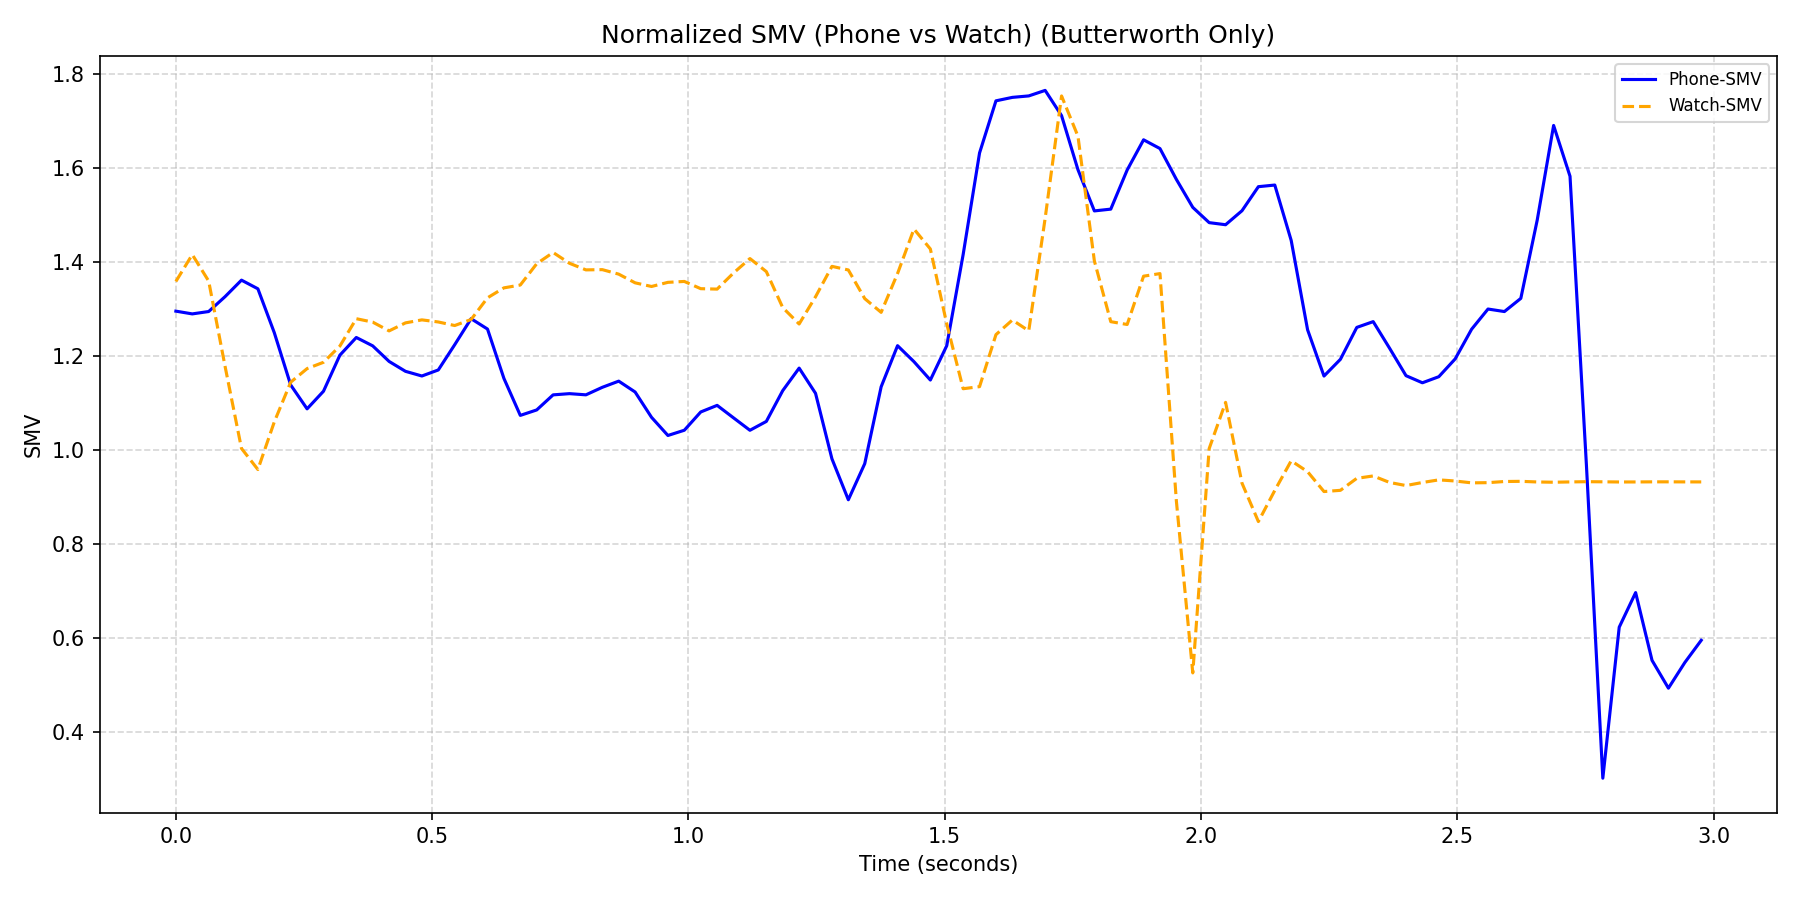 Normalized SMV (Phone vs Watch) (Butterworth Only)
Phone-SMV
Watch-SMV
1.8
1.6
1.4
1.2
1.0
0.8
0.6
0.4
SMV
0.0 0.5 1.0 1.5 2.0 2.5 3.0
Time (seconds)